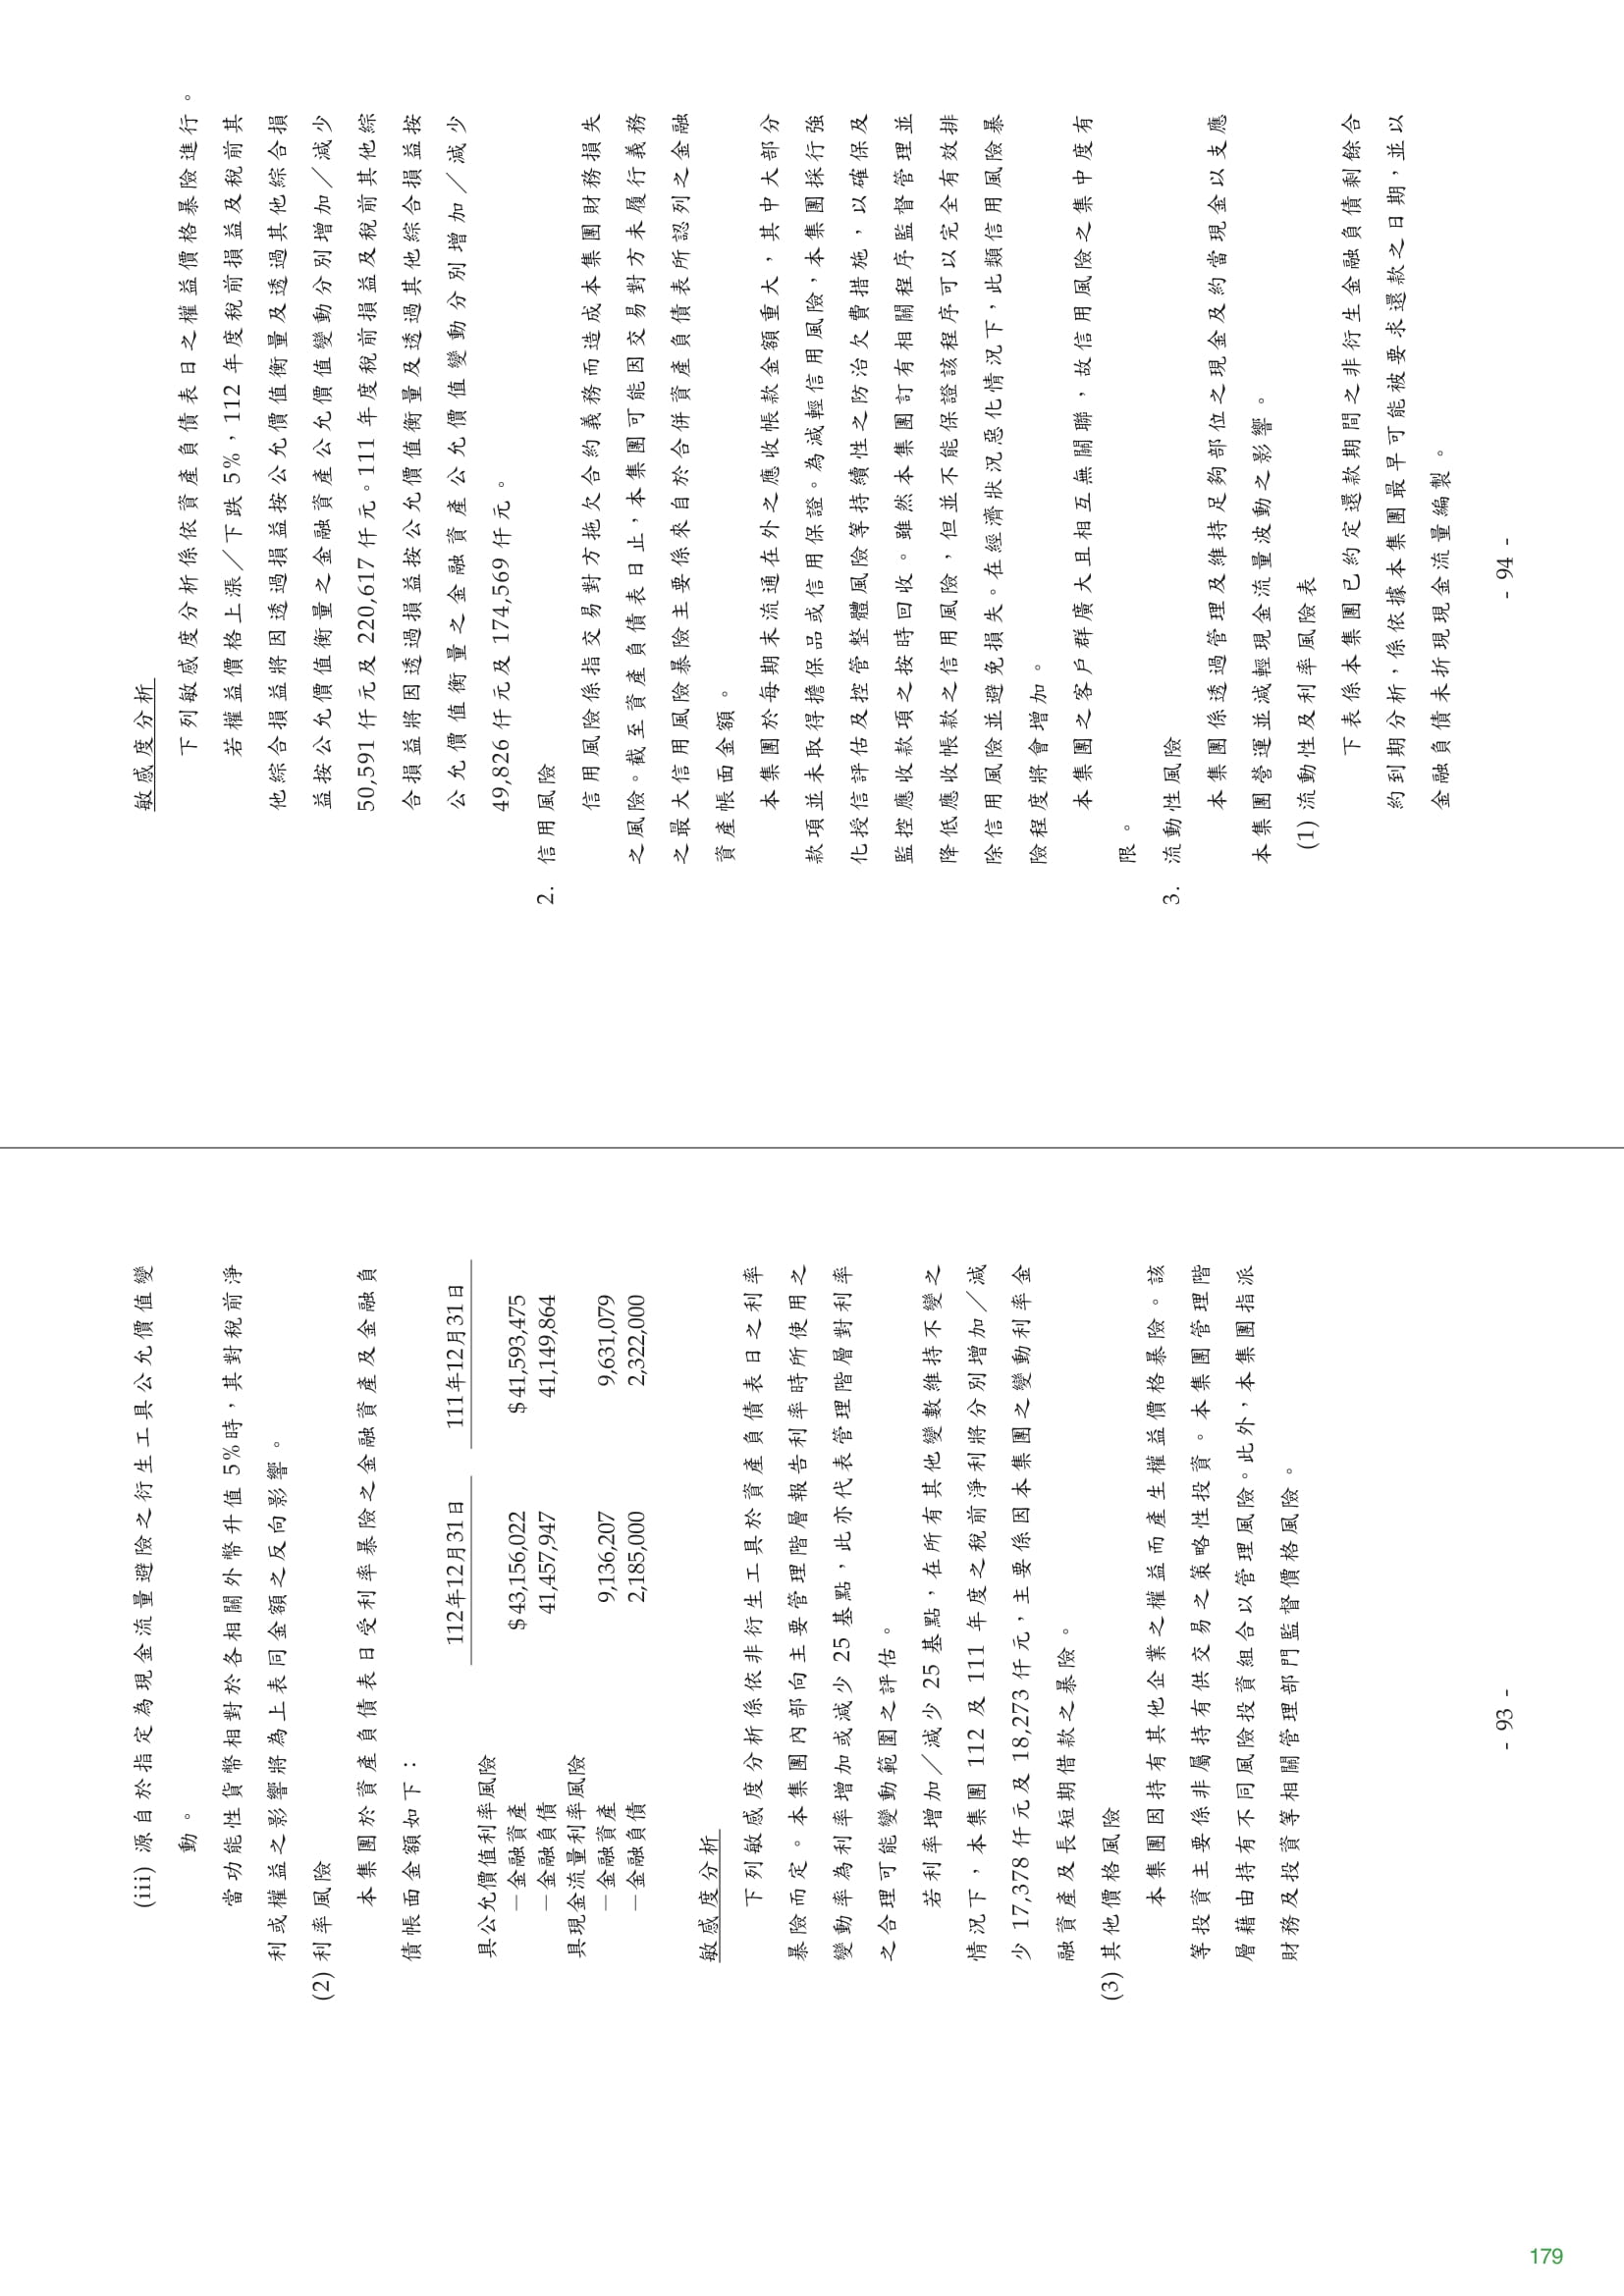 (iii) 源自於指定為現金流量避險之衍生工具公允價值變
動。
當功能性貨幣相對於各相關外幣升值 5%時，其對稅前淨
利或權益之影響將為上表同金額之反向影響。
(2) 利率風險
本集團於資產負債表日受利率暴險之金融資產及金融負
債帳面金額如下：
112年12月31日 111年12月31日
具公允價值利率風險
—金融資產 $ 43,156,022 $ 41,593,475
—金融負債 41,457,947 41,149,864
具現金流量利率風險
—金融資產 9,136,207 9,631,079
—金融負債 2,185,000 2,322,000
敏感度分析
下列敏感度分析係依非衍生工具於資產負債表日之利率
暴險而定。本集團內部向主要管理階層報告利率時所使用之
變動率為利率增加或減少 25 基點，此亦代表管理階層對利率
之合理可能變動範圍之評估。
若利率增加／減少 25 基點，在所有其他變數維持不變之
情況下，本集團 112 及 111 年度之稅前淨利將分別增加／減
少 17,378 仟元及 18,273 仟元，主要係因本集團之變動利率金
融資產及長短期借款之暴險。
(3) 其他價格風險
本集團因持有其他企業之權益而產生權益價格暴險。該
等投資主要係非屬持有供交易之策略性投資。本集團管理階
層藉由持有不同風險投資組合以管理風險。此外，本集團指派
財務及投資等相關管理部門監督價格風險。
- 93 -
敏感度分析
下列敏感度分析係依資產負債表日之權益價格暴險進行。
若權益價格上漲／下跌 5%，112 年度稅前損益及稅前其
他綜合損益將因透過損益按公允價值衡量及透過其他綜合損
益按公允價值衡量之金融資產公允價值變動分別增加／減少
50,591 仟元及 220,617 仟元。111 年度稅前損益及稅前其他綜
合損益將因透過損益按公允價值衡量及透過其他綜合損益按
公允價值衡量之金融資產公允價值變動分別增加／減少
49,826 仟元及 174,569 仟元。
2. 信用風險
信用風險係指交易對方拖欠合約義務而造成本集團財務損失
之風險。截至資產負債表日止，本集團可能因交易對方未履行義務
之最大信用風險暴險主要係來自於合併資產負債表所認列之金融
資產帳面金額。
本集團於每期末流通在外之應收帳款金額重大，其中大部分
款項並未取得擔保品或信用保證。為減輕信用風險，本集團採行強
化授信評估及控管整體風險等持續性之防治欠費措施，以確保及
監控應收款項之按時回收。雖然本集團訂有相關程序監督管理並
降低應收帳款之信用風險，但並不能保證該程序可以完全有效排
除信用風險並避免損失。在經濟狀況惡化情況下，此類信用風險暴
險程度將會增加。
本集團之客戶群廣大且相互無關聯，故信用風險之集中度有
限。
3. 流動性風險
本集團係透過管理及維持足夠部位之現金及約當現金以支應
本集團營運並減輕現金流量波動之影響。
(1) 流動性及利率風險表
下表係本集團已約定還款期間之非衍生金融負債剩餘合
約到期分析，係依據本集團最早可能被要求還款之日期，並以
金融負債未折現現金流量編製。
- 94 -
179